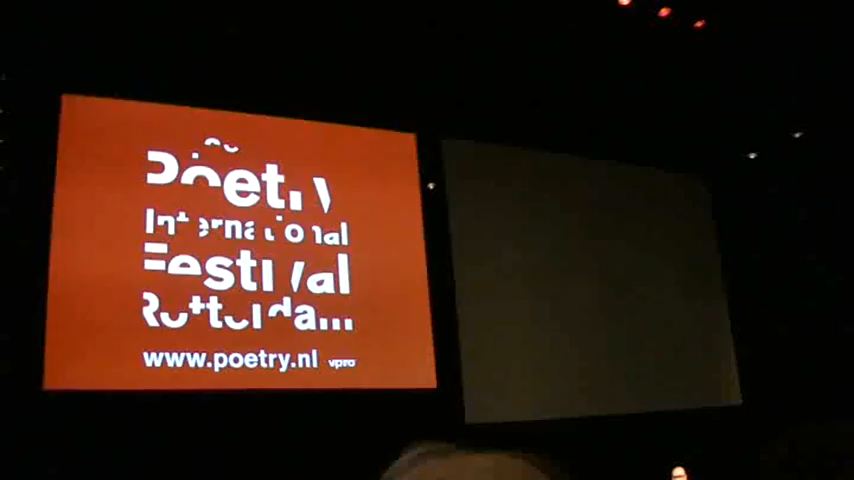 Poetry
International
Festival
Rotterdam
www.poetry.nl vpro